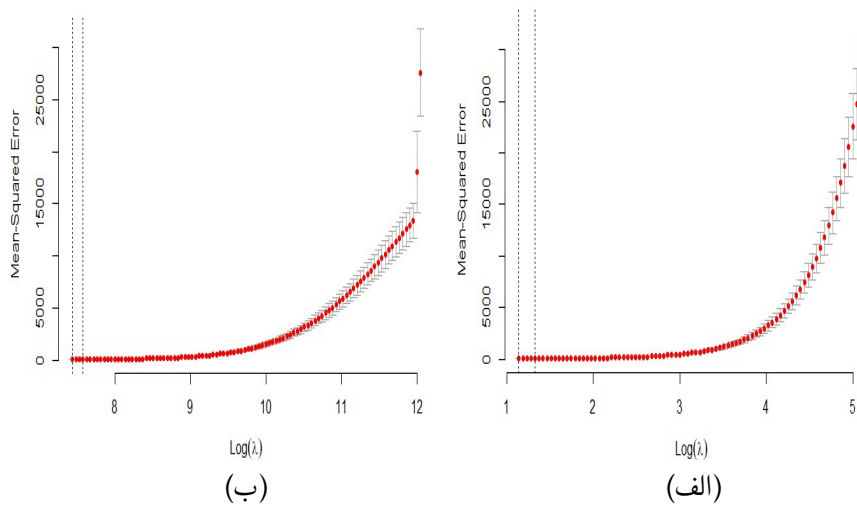 Mean-Squared Error
25000
15000
5000
0
8 9 10 11 12
Log(λ)
(ب)
Mean-Squared Error
25000
15000
5000
0
1 2 3 4 5
Log(λ)
(الف)